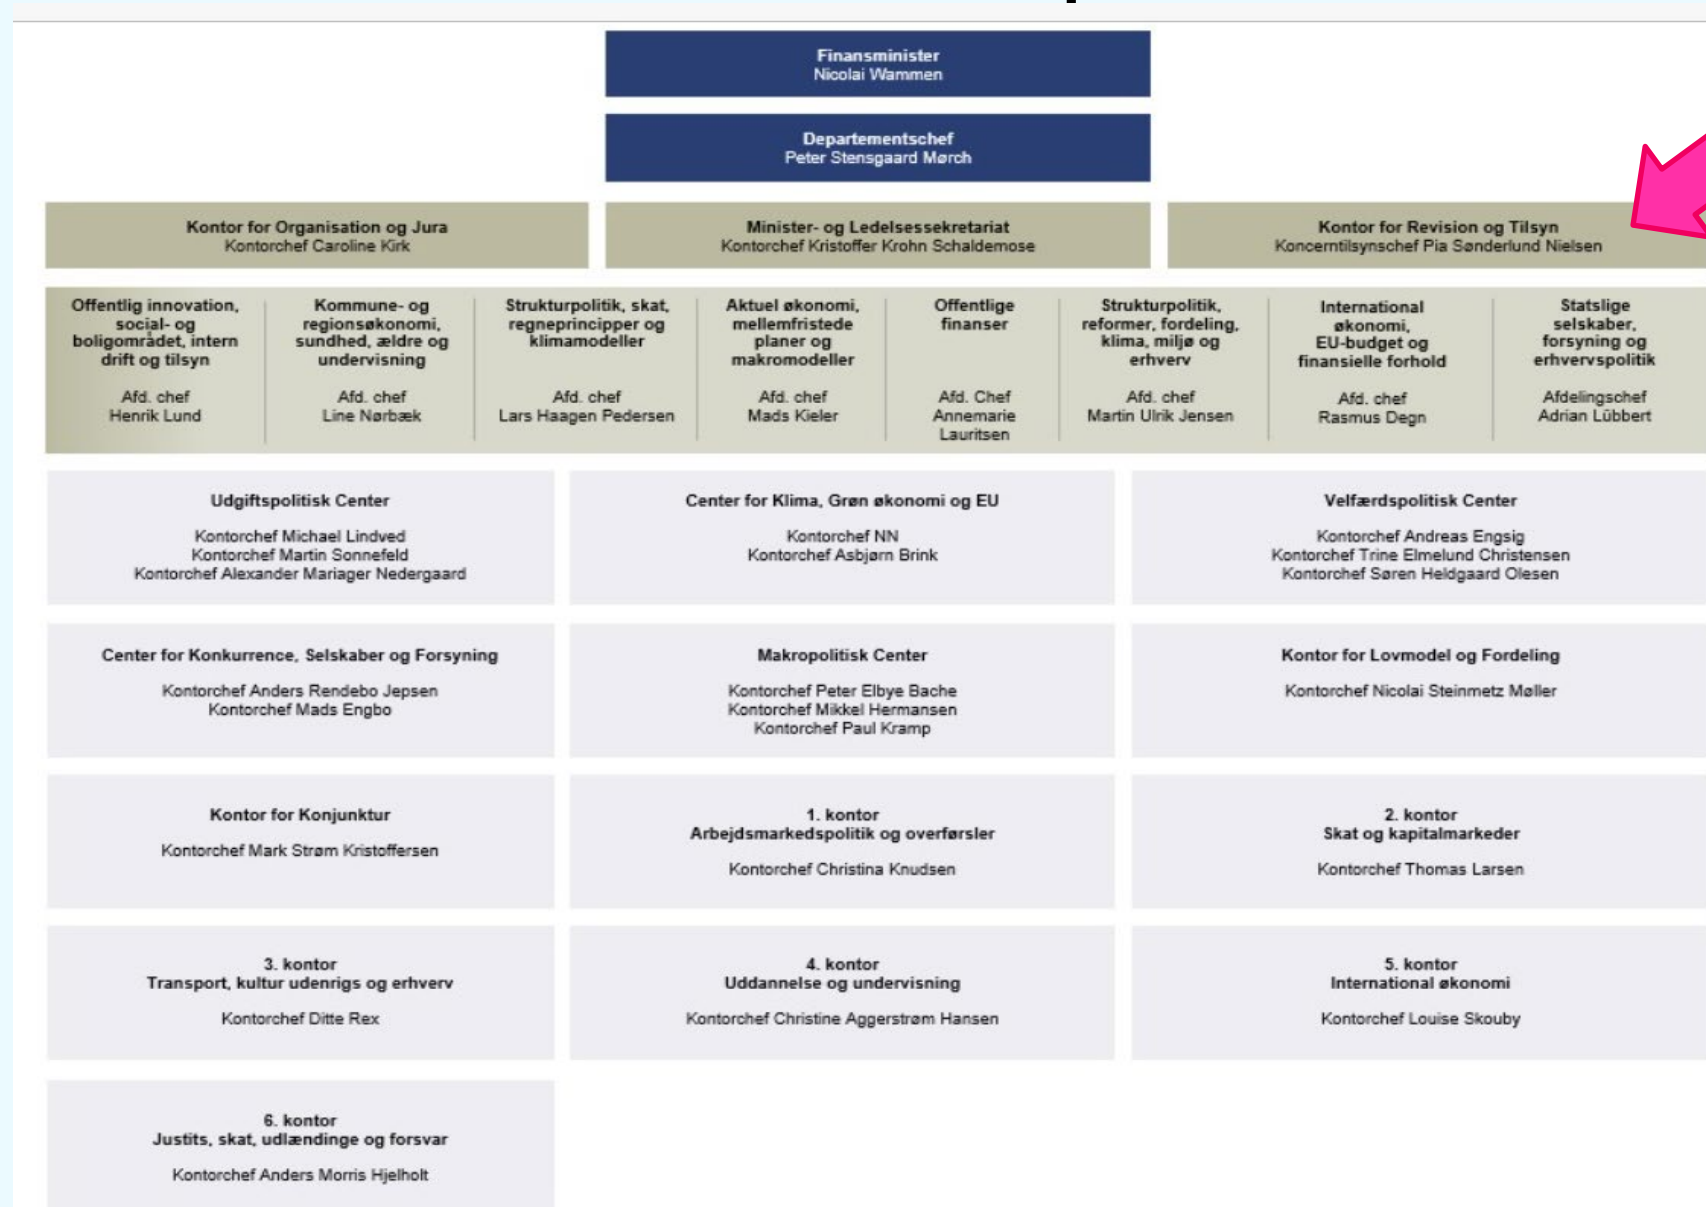 Finansminister
Nicolai Wammen
Departementschef
Peter Stensgaard Mørch
Kontor for Organisation og Jura
Kontorchef Caroline Kirk
Minister- og Ledelsessekretariat
Kontorchef Kristoffer Krohn Schaldemose
Kontor for Revision og Tilsyn
Koncerntilsynschef Pia Sønderlund Nielsen
Offentlig innovation,
social- og
boligområdet, intern
drift og tilsyn
Afd. chef
Henrik Lund
Kommune- og
regionsøkonomi,
sundhed, ældre og
undervisning
Afd. chef
Line Nørbæk
Strukturpolitik, skat,
regneprincipper og
klimamodeller
Afd. chef
Lars Haagen Pedersen
Aktuel økonomi,
mellemfristede
planer og
makromodeller
Afd. chef
Mads Kieler
Offentlige
finanser
Afd. Chef
Annemarie
Lauritsen
Strukturpolitik,
reformer, fordeling,
klima, miljø og
erhverv
Afd. chef
Martin Ulrik Jensen
International
økonomi,
EU-budget og
finansielle forhold
Afd. chef
Rasmus Degn
Statslige
selskaber,
forsyning og
erhvervspolitik
Afdelingschef
Adrian Lübbert
Udgiftspolitisk Center
Kontorchef Michael Lindved
Kontorchef Martin Sonnefeld
Kontorchef Alexander Mariager Nedergaard
Center for Klima, Grøn økonomi og EU
Kontorchef NN
Kontorchef Asbjørn Brink
Velfærdspolitisk Center
Kontorchef Andreas Engsig
Kontorchef Trine Elmelund Christensen
Kontorchef Søren Heldgaard Olesen
Center for Konkurrence, Selskaber og Forsyning
Kontorchef Anders Rendebo Jepsen
Kontorchef Mads Engbo
Makropolitisk Center
Kontorchef Peter Elbye Bache
Kontorchef Mikkel Hermansen
Kontorchef Paul Kramp
Kontor for Lovmodel og Fordeling
Kontorchef Nicolai Steinmetz Møller
Kontor for Konjunktur
Kontorchef Mark Strøm Kristoffersen
1. kontor
Arbejdsmarkedspolitik og overførsler
Kontorchef Christina Knudsen
2. kontor
Skat og kapitalmarkeder
Kontorchef Thomas Larsen
3. kontor
Transport, kultur udenrigs og erhverv
Kontorchef Ditte Rex
4. kontor
Uddannelse og undervisning
Kontorchef Christine Aggerstrøm Hansen
5. kontor
International økonomi
Kontorchef Louise Skouby
6. kontor
Justits, skat, udlændinge og forsvar
Kontorchef Anders Morris Hjelholt